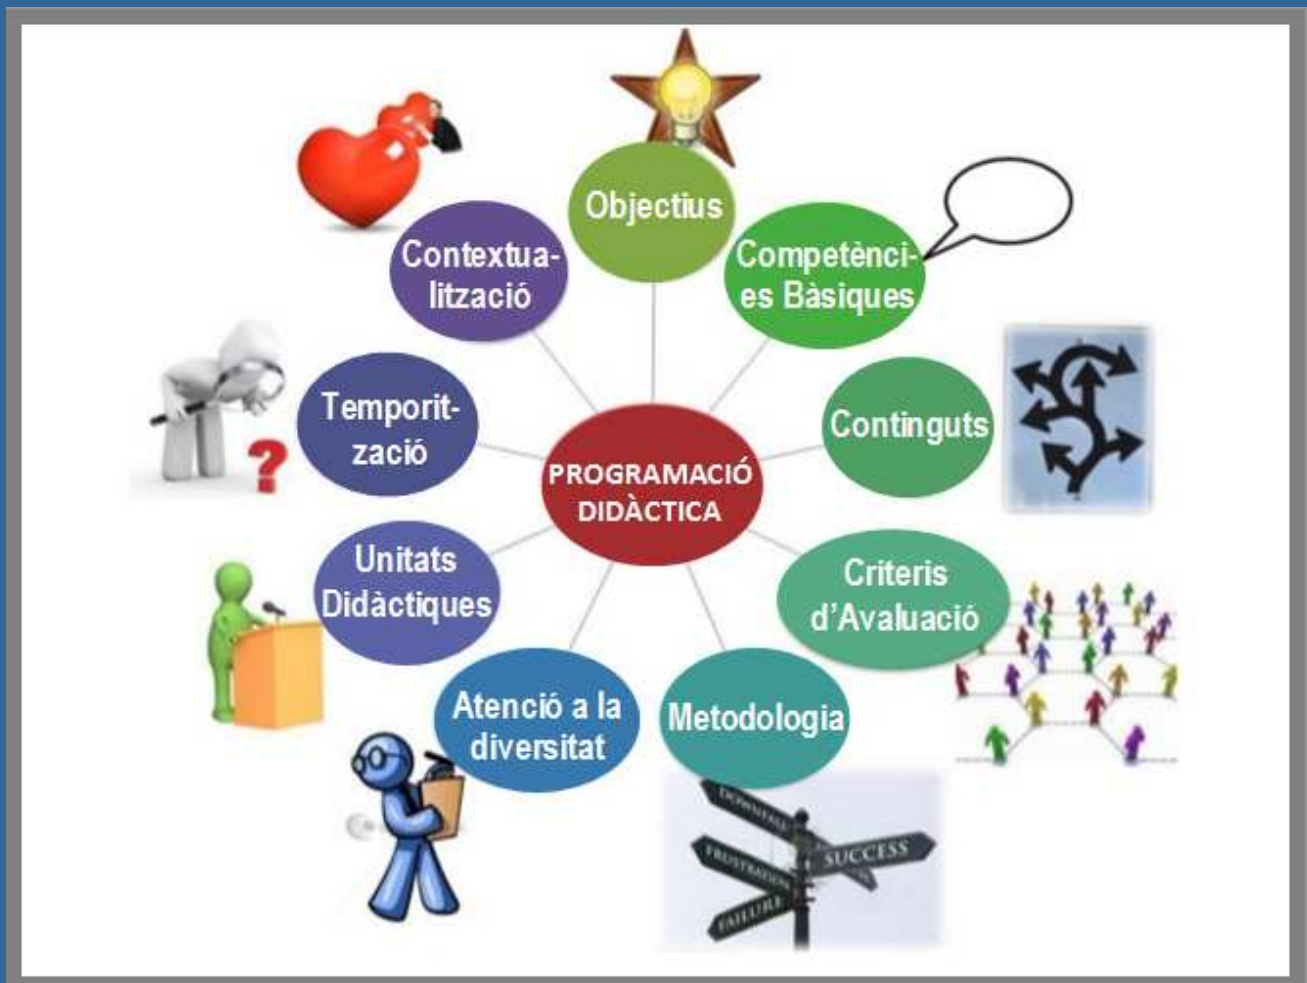 Objectius
Contextua-
lització
Competènci-
es Bàsiques
Temporit-
zació
Continguts
PROGRAMACIÓ
DIDÀCTICA
Unitats
Didàctiques
Criteris
d'Avaluació
Atenció a la
diversitat
Metodologia
DOWNFALL
SUCCESS
FRUSTRATION
FAILURE